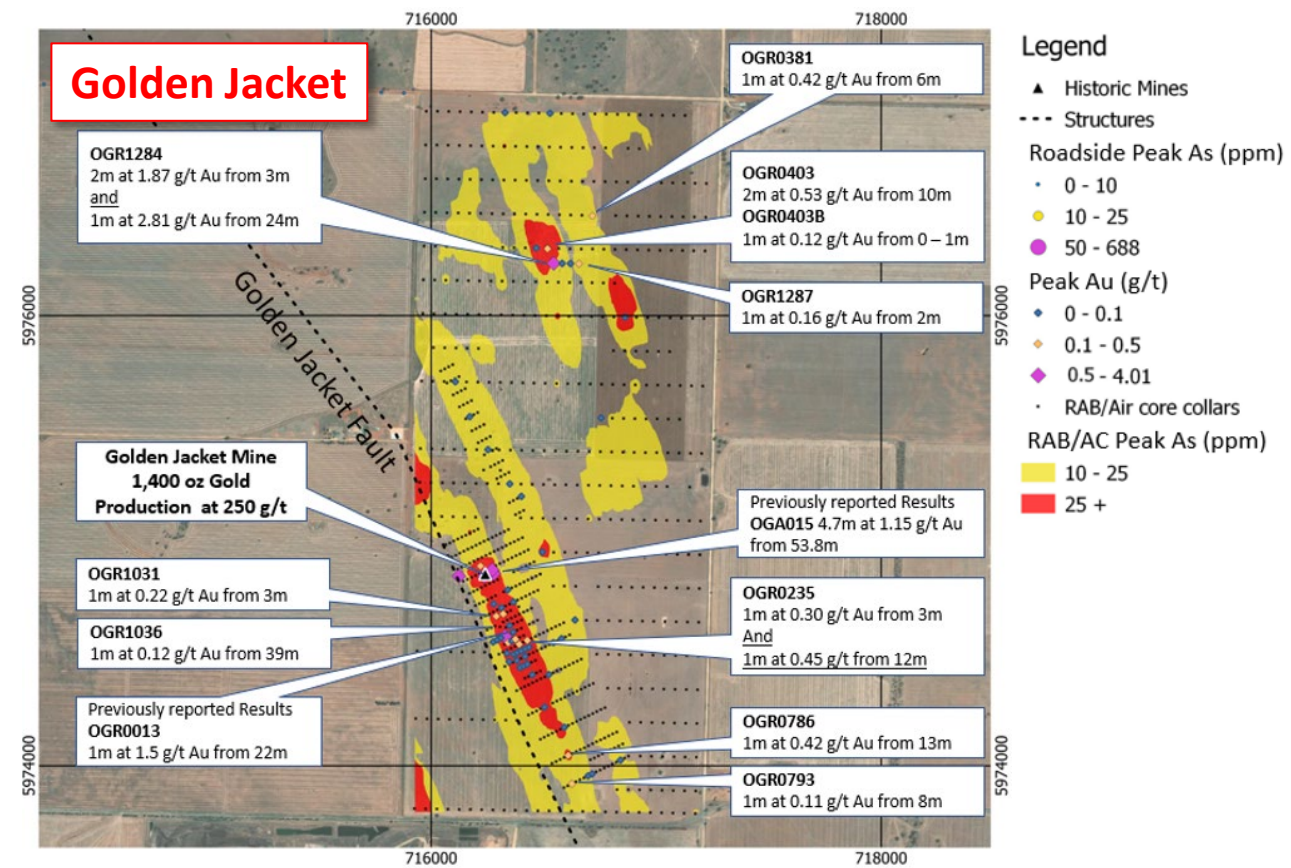 716000
718000
Golden Jacket
OGR0381
1m at 0.42 g/t Au from 6m
OGR1284
2m at 1.87 g/t Au from 3m
and
1m at 2.81 g/t Au from 24m
OGR0403
2m at 0.53 g/t Au from 10m
OGR0403B
1m at 0.12 g/t Au from 0 – 1m
OGR1287
1m at 0.16 g/t Au from 2m
5976000
5976000
Golden Jacket Fault
Golden Jacket Mine
1,400 oz Gold
Production at 250 g/t
Previously reported Results
OGA015 4.7m at 1.15 g/t Au
from 53.8m
OGR1031
1m at 0.22 g/t Au from 3m
OGR1036
1m at 0.12 g/t Au from 39m
OGR0235
1m at 0.30 g/t Au from 3m
And
1m at 0.45 g/t from 12m
Previously reported Results
OGR0013
1m at 1.5 g/t Au from 22m
OGR0786
1m at 0.42 g/t Au from 13m
OGR0793
1m at 0.11 g/t Au from 8m
5974000
5974000
716000
718000
Legend
Historic Mines
Structures
Roadside Peak As (ppm)
0 - 10
10 - 25
50 - 688
Peak Au (g/t)
0 - 0.1
0.1 - 0.5
0.5 - 4.01
RAB/Air core collars
RAB/AC Peak As (ppm)
10 - 25
25 +